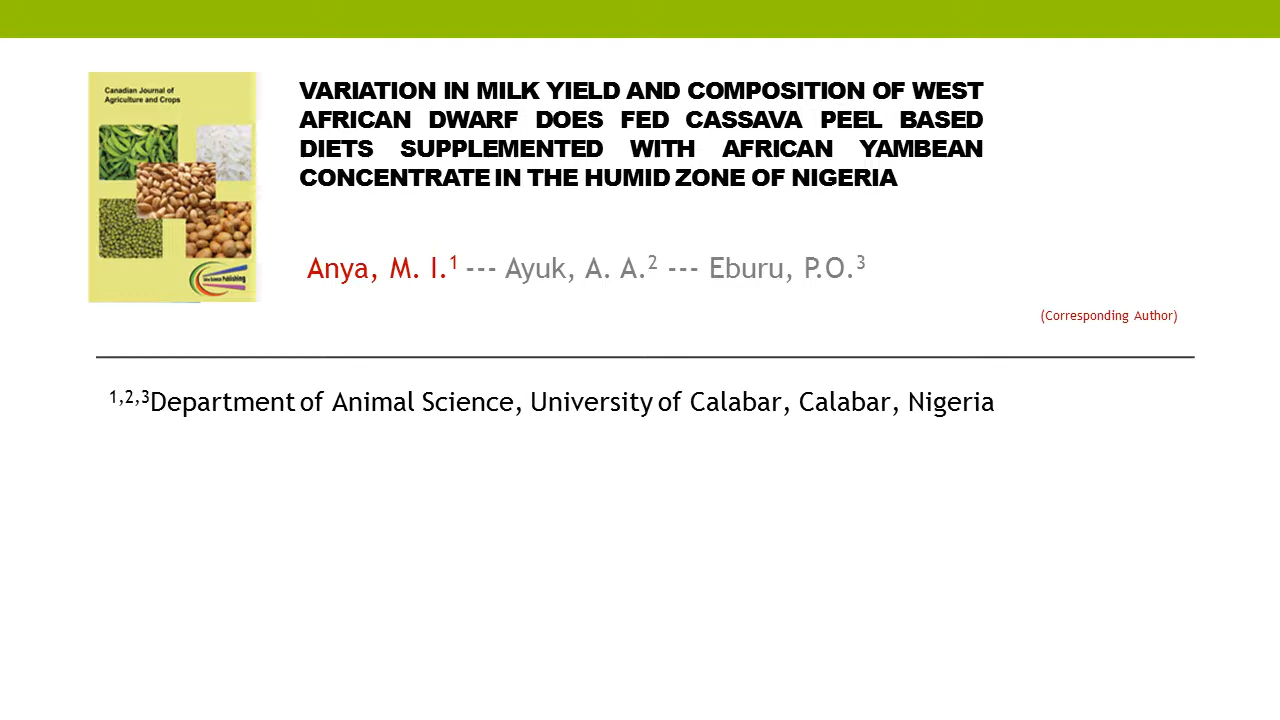 Canadian Journal of
Agriculture and Crops
VARIATION IN MILK YIELD AND COMPOSITION OF WEST
AFRICAN DWARF DOES FED CASSAVA PEEL BASED
DIETS SUPPLEMENTED WITH AFRICAN YAMBEAN
CONCENTRATE IN THE HUMID ZONE OF NIGERIA
Anya, M. I.¹ --- Ayuk, A. A.² --- Eburu, P.O.³
(Corresponding Author)
¹,²,³Department of Animal Science, University of Calabar, Calabar, Nigeria
Science Publishing